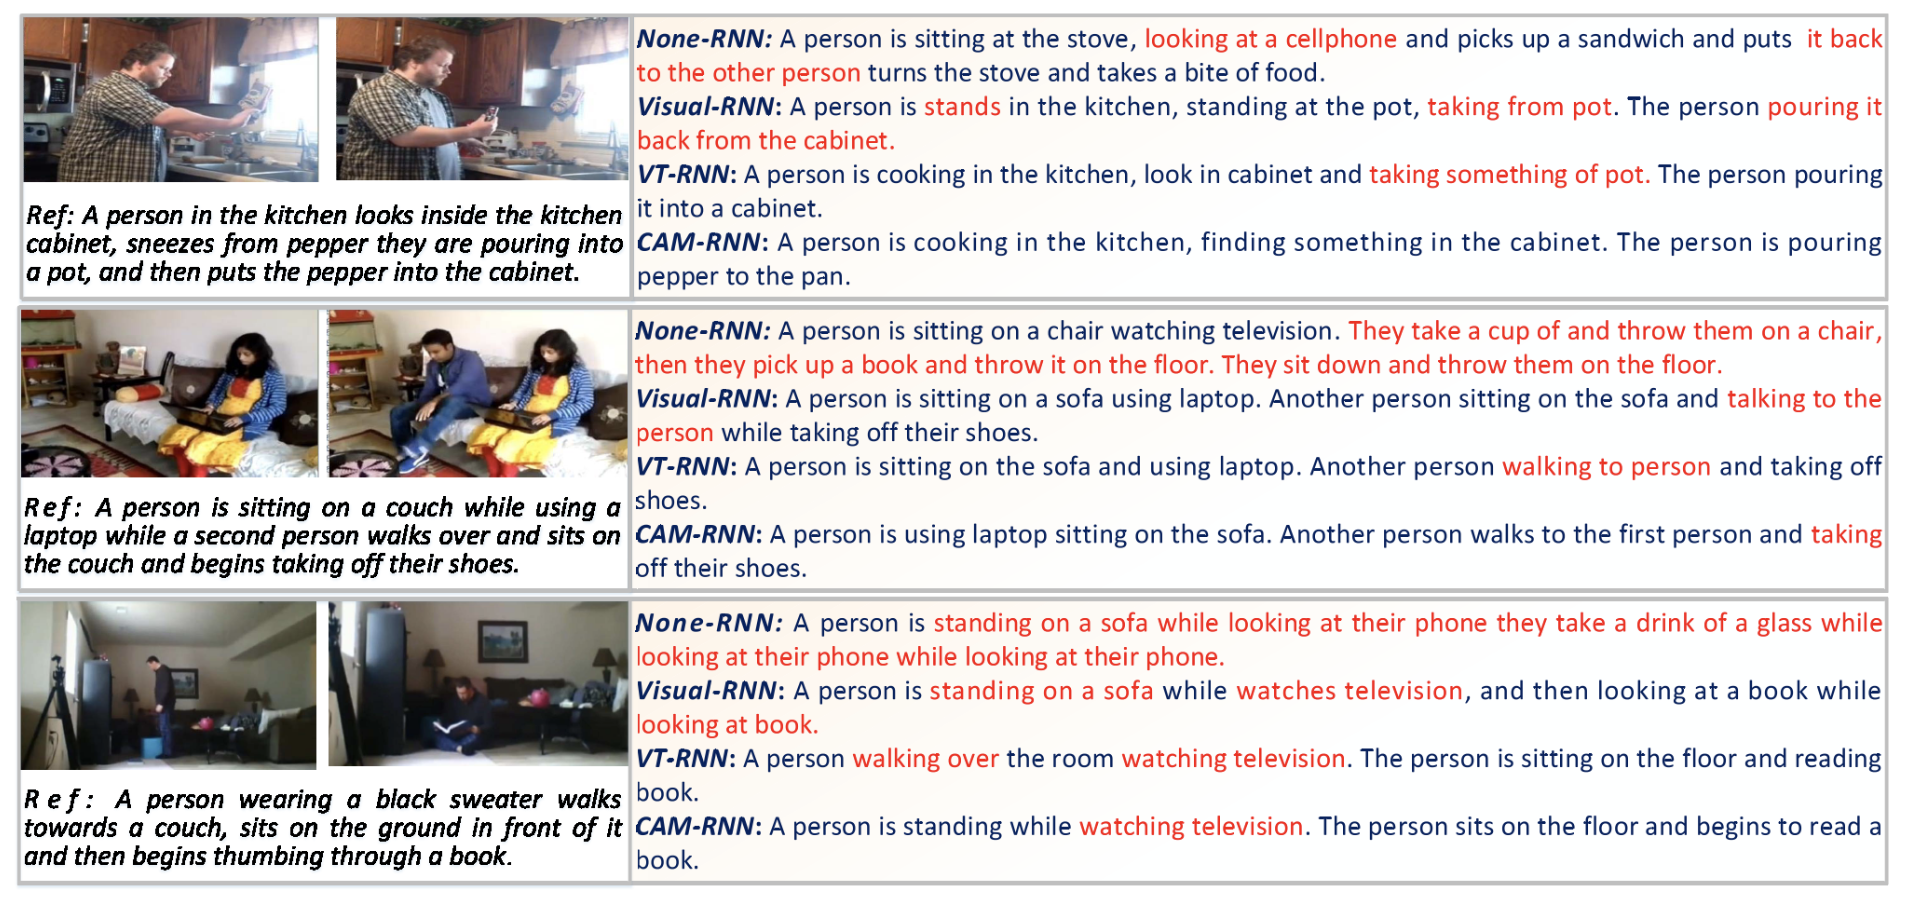 None-RNN: A person is sitting at the stove, looking at a cellphone and picks up a sandwich and puts it back
to the other person turns the stove and takes a bite of food.
Visual-RNN: A person is stands in the kitchen, standing at the pot, taking from pot. The person pouring it
back from the cabinet.
VT-RNN: A person is cooking in the kitchen, look in cabinet and taking something of pot. The person pouring
it into a cabinet.
CAM-RNN: A person is cooking in the kitchen, finding something in the cabinet. The person is pouring
pepper to the pan.
Ref: A person in the kitchen looks inside the kitchen
cabinet, sneezes from pepper they are pouring into
a pot, and then puts the pepper into the cabinet.
None-RNN: A person is sitting on a chair watching television. They take a cup of and throw them on a chair,
then they pick up a book and throw it on the floor. They sit down and throw them on the floor.
Visual-RNN: A person is sitting on a sofa using laptop. Another person sitting on the sofa and talking to the
person while taking off their shoes.
VT-RNN: A person is sitting on the sofa and using laptop. Another person walking to person and taking off
shoes.
CAM-RNN: A person is using laptop sitting on the sofa. Another person walks to the first person and taking
off their shoes.
Ref: A person is sitting on a couch while using a
laptop while a second person walks over and sits on
the couch and begins taking off their shoes.
None-RNN: A person is standing on a sofa while looking at their phone they take a drink of a glass while
looking at their phone while looking at their phone.
Visual-RNN: A person is standing on a sofa while watches television, and then looking at a book while
looking at book.
VT-RNN: A person walking over the room watching television. The person is sitting on the floor and reading
book.
CAM-RNN: A person is standing while watching television. The person sits on the floor and begins to read a
book.
Ref: A person wearing a black sweater walks
towards a couch, sits on the ground in front of it
and then begins thumbing through a book.